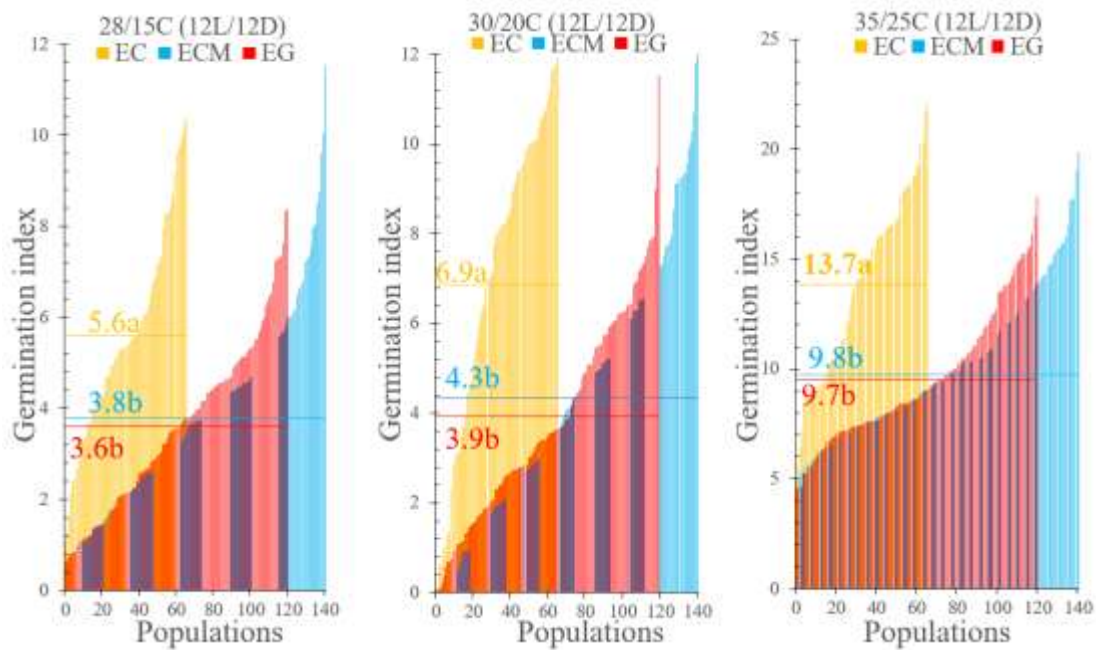 28/15C (12L/12D)
EC ECM EG
12
10
8
6
4
2
0
Germination index
5.6a
3.8b
3.6b
0 20 40 60 80 100 120 140
Populations
30/20C (12L/12D)
EC ECM EG
12
10
8
6
4
2
0
Germination index
6.9a
4.3b
3.9b
0 20 40 60 80 100 120 140
Populations
35/25C (12L/12D)
EC ECM EG
25
20
15
10
5
0
Germination index
13.7a
9.8b
9.7b
0 20 40 60 80 100 120 140
Populations